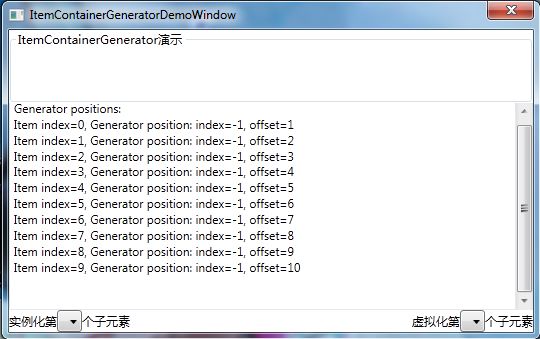 ItemContainerGeneratorDemoWindow
ItemContainerGenerator演示
Generator positions:
Item index=0, Generator position: index=-1, offset=1
Item index=1, Generator position: index=-1, offset=2
Item index=2, Generator position: index=-1, offset=3
Item index=3, Generator position: index=-1, offset=4
Item index=4, Generator position: index=-1, offset=5
Item index=5, Generator position: index=-1, offset=6
Item index=6, Generator position: index=-1, offset=7
Item index=7, Generator position: index=-1, offset=8
Item index=8, Generator position: index=-1, offset=9
Item index=9, Generator position: index=-1, offset=10
实例化第 个子元素 虚拟化第 个子元素